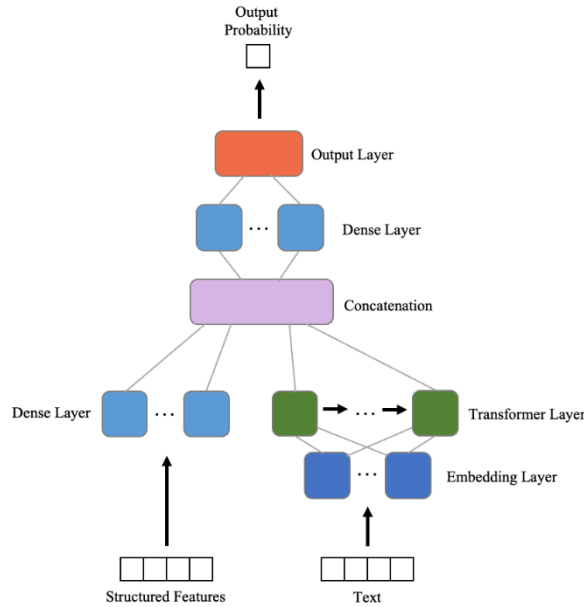 Output
Probability
Output Layer
...
Dense Layer
Concatenation
Dense Layer
...
...
Transformer Layer
...
Embedding Layer
Structured Features
Text